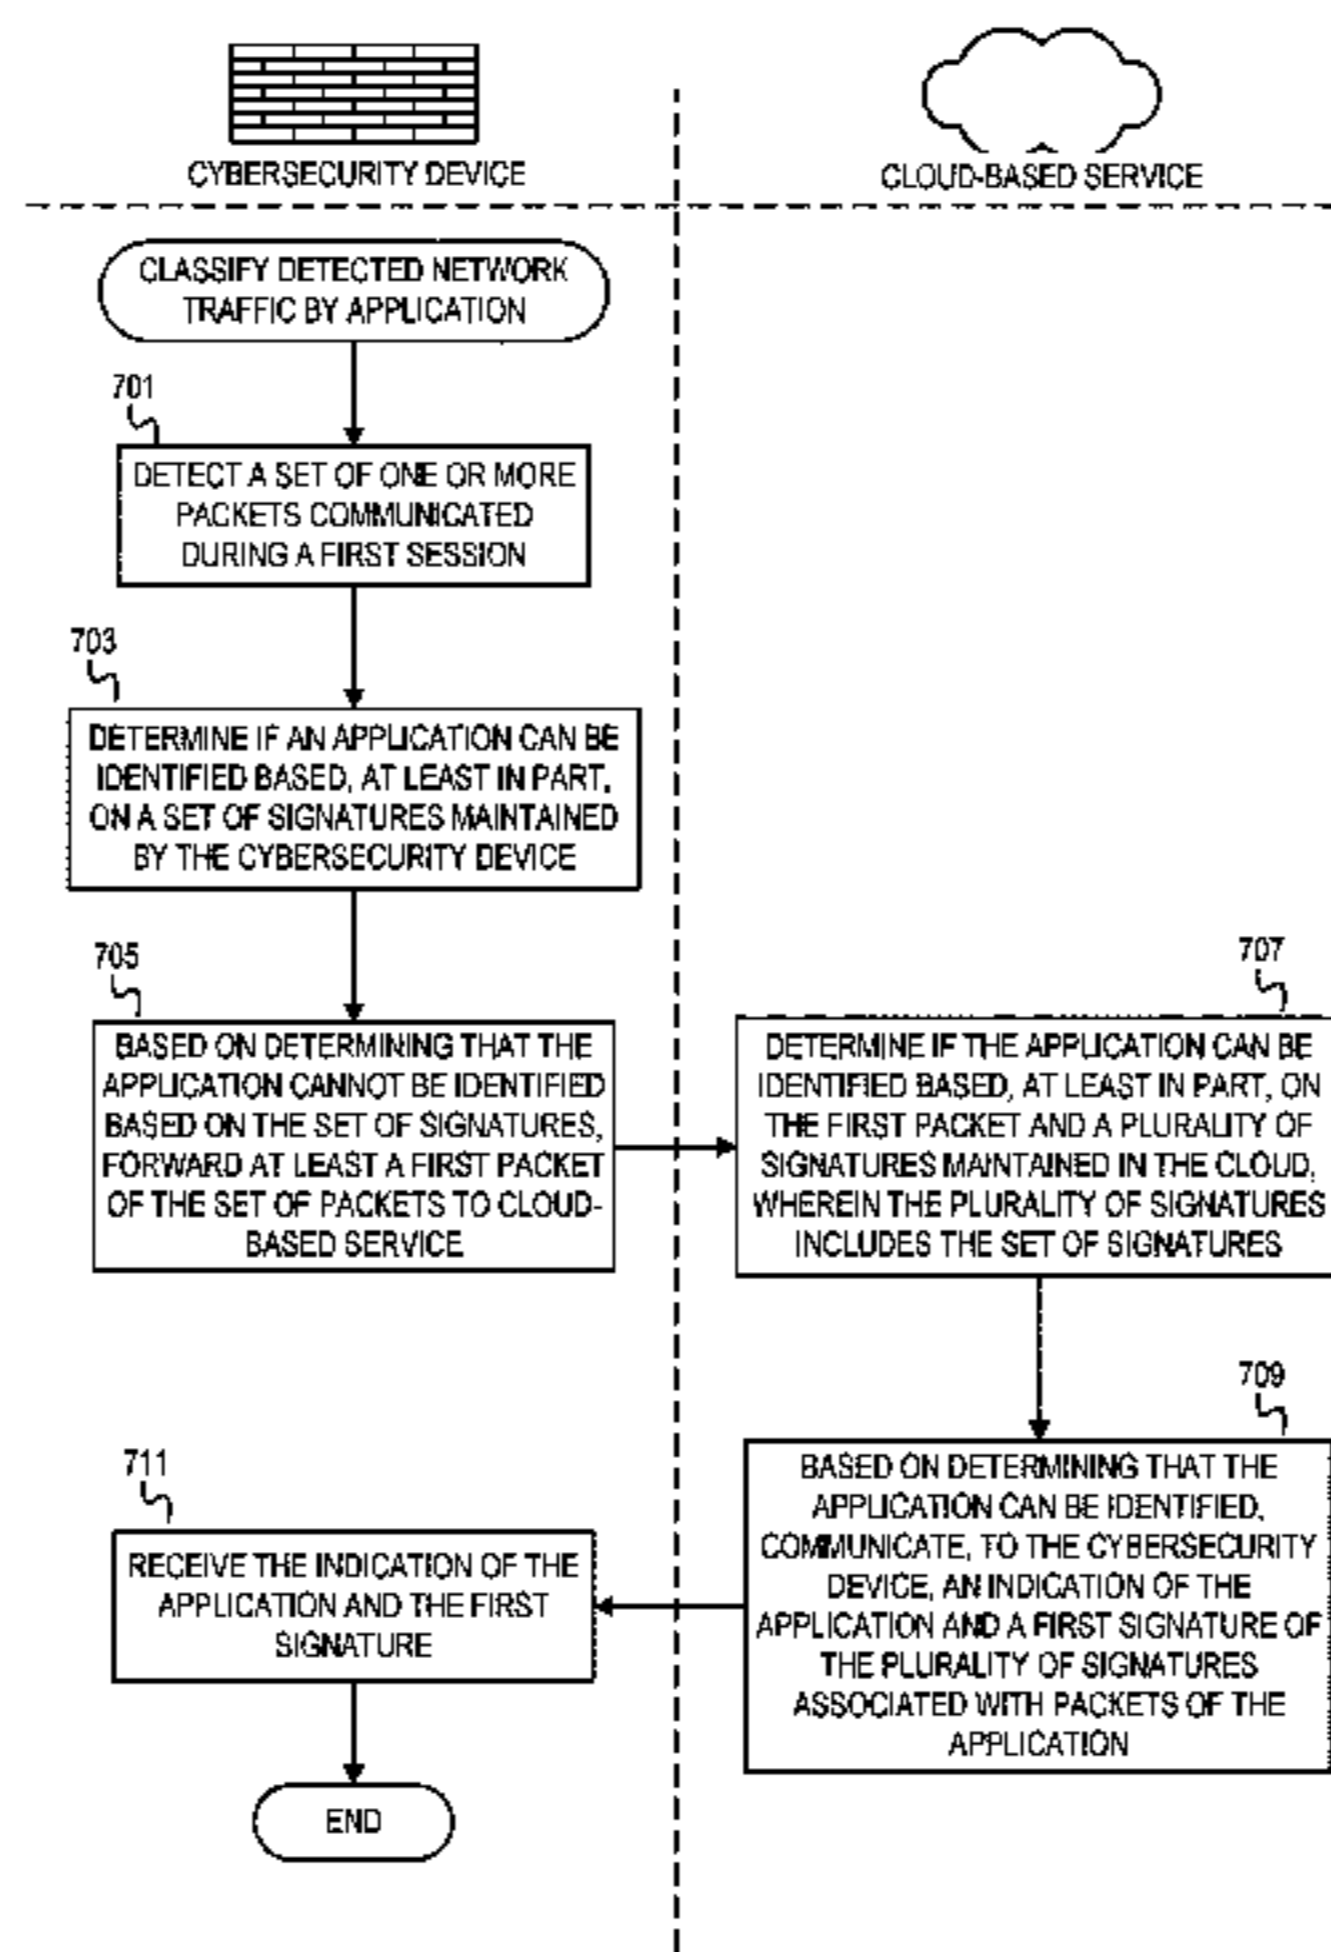 CYBERSECURITY DEVICE
CLOUD-BASED SERVICE
CLASSIFY DETECTED NETWORK
TRAFFIC BY APPLICATION
701
DETECT A SET OF ONE OR MORE
PACKETS COMMUNICATED
DURING A FIRST SESSION
703
DETERMINE IF AN APPLICATION CAN BE
IDENTIFIED BASED, AT LEAST IN PART,
ON A SET OF SIGNATURES MAINTAINED
BY THE CYBERSECURITY DEVICE
705
BASED ON DETERMINING THAT THE
APPLICATION CANNOT BE IDENTIFIED
BASED ON THE SET OF SIGNATURES,
FORWARD AT LEAST A FIRST PACKET
OF THE SET OF PACKETS TO CLOUD-
BASED SERVICE
707
DETERMINE IF THE APPLICATION CAN BE
IDENTIFIED BASED, AT LEAST IN PART, ON
THE FIRST PACKET AND A PLURALITY OF
SIGNATURES MAINTAINED IN THE CLOUD,
WHEREIN THE PLURALITY OF SIGNATURES
INCLUDES THE SET OF SIGNATURES
709
BASED ON DETERMINING THAT THE
APPLICATION CAN BE IDENTIFIED,
COMMUNICATE, TO THE CYBERSECURITY
DEVICE, AN INDICATION OF THE
APPLICATION AND A FIRST SIGNATURE OF
THE PLURALITY OF SIGNATURES
ASSOCIATED WITH PACKETS OF THE
APPLICATION
711
RECEIVE THE INDICATION OF THE
APPLICATION AND THE FIRST
SIGNATURE
END